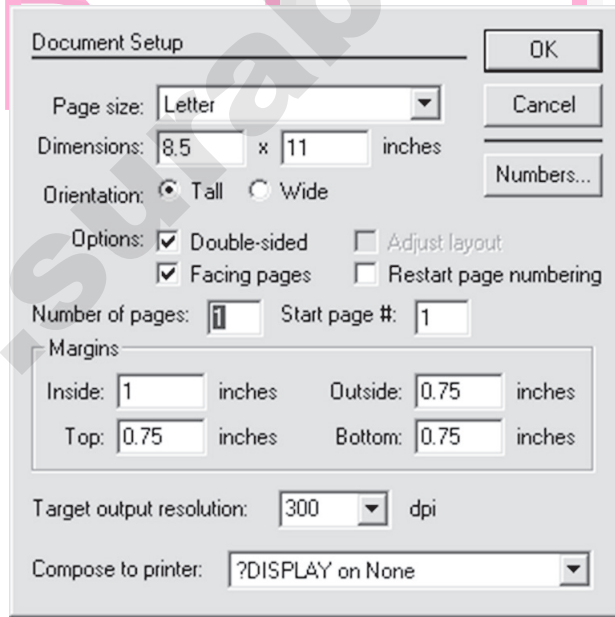 Document Setup
OK
Page size: Letter
Cancel
Dimensions: 8.5 x 11 inches
Numbers...
Orientation: Tall Wide
Options: Double-sided Adjust layout
Facing pages Restart page numbering
Number of pages: 1 Start page #: 1
Margins
Inside: 1 inches Outside: 0.75 inches
Top: 0.75 inches Bottom: 0.75 inches
Target output resolution: 300 dpi
Compose to printer: ?DISPLAY on None